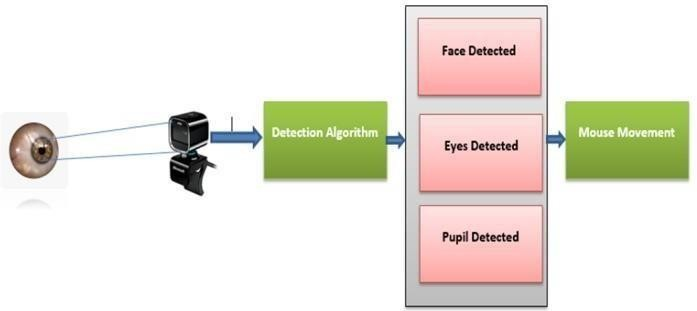 Face Detected
Detection Algorithm
Eyes Detected
Mouse Movement
Pupil Detected